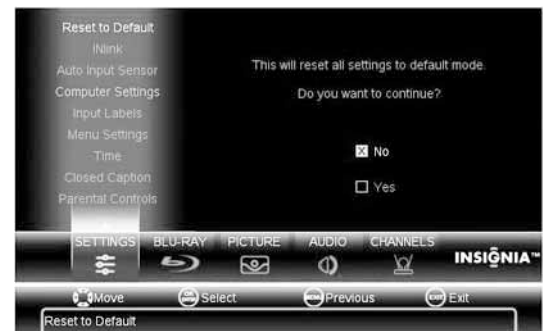 Reset to Default
INlink
Auto Input Sensor
Computer Settings
Input Labels
Menu Settings
Time
Closed Caption
Parental Controls
This will reset all settings to default mode.
Do you want to continue?
X No
Yes
SETTINGS BLU-RAY PICTURE AUDIO CHANNELS
INSIGNIA™
Move OK ENTER Select MENU Previous EXIT Exit
Reset to Default